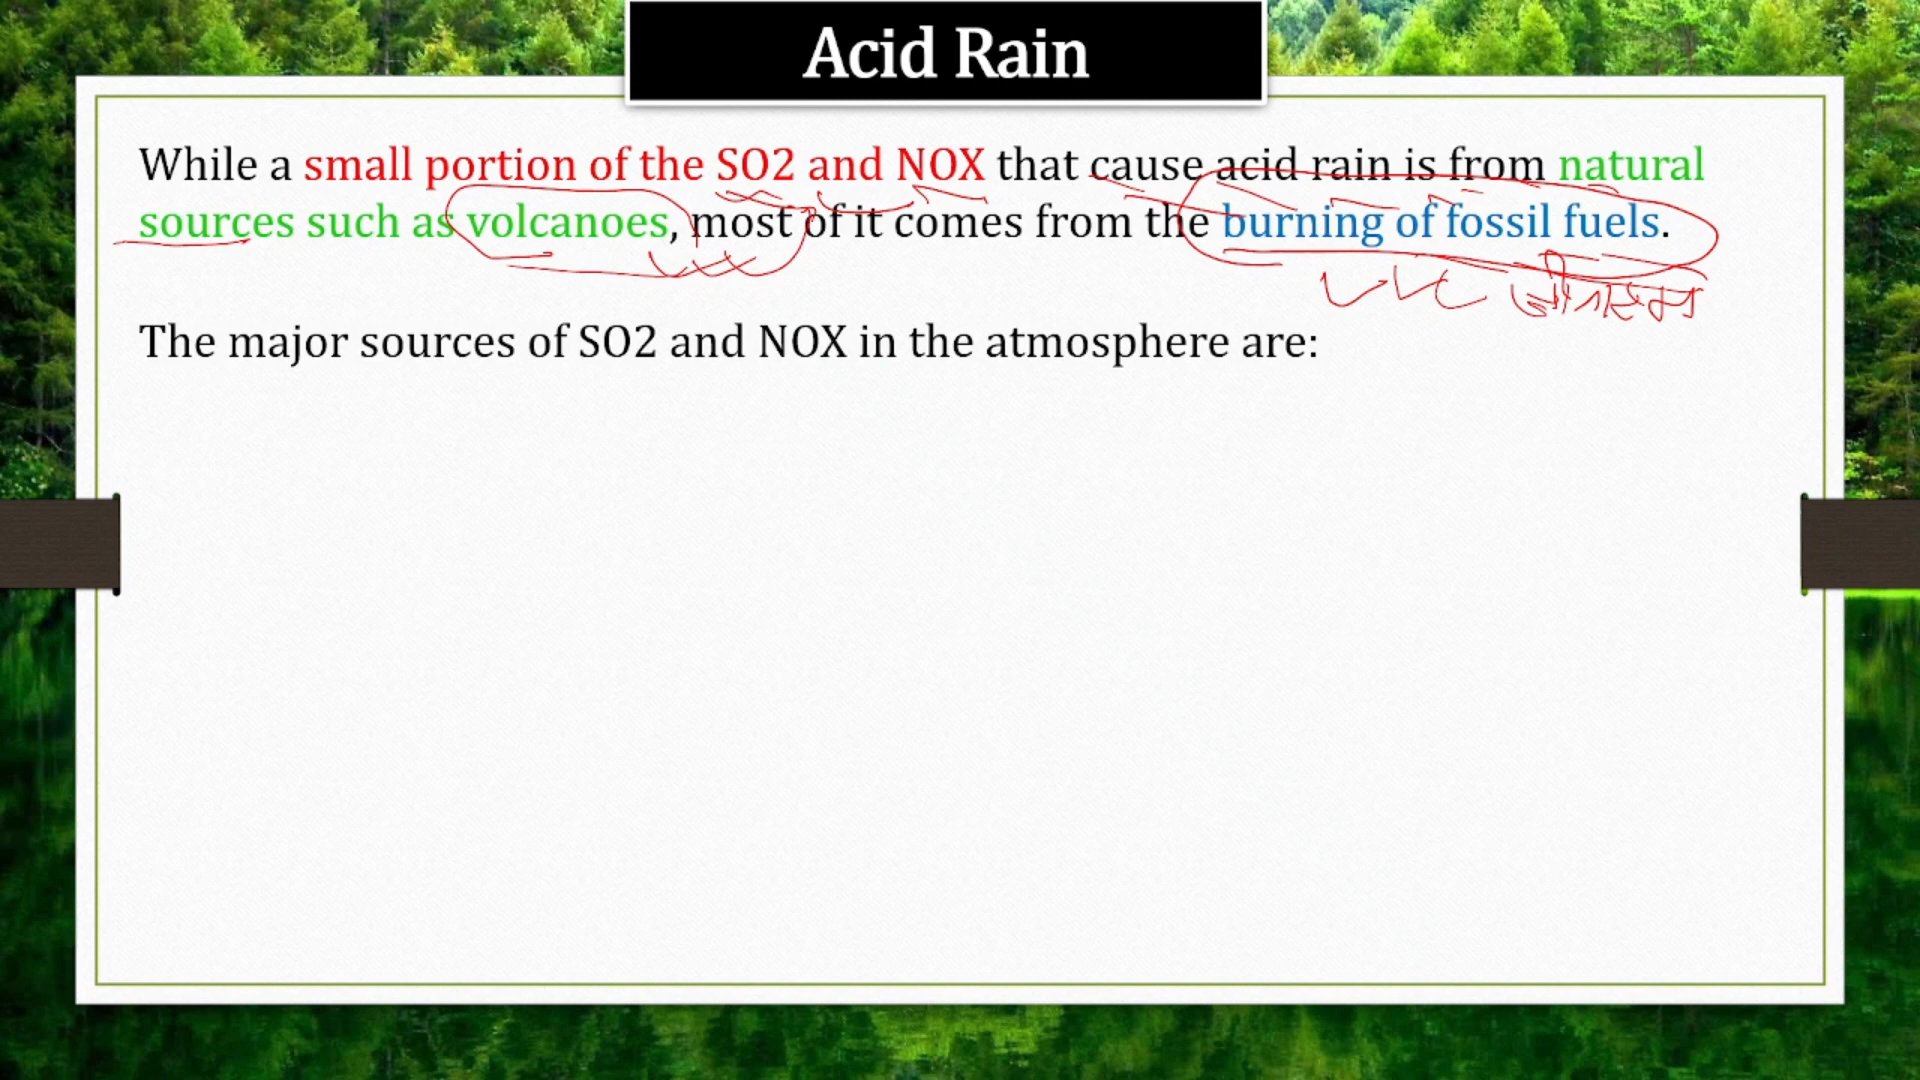 Acid Rain
While a small portion of the SO2 and NOX that cause acid rain is from natural
sources such as volcanoes, most of it comes from the burning of fossil fuels.
The major sources of SO2 and NOX in the atmosphere are: